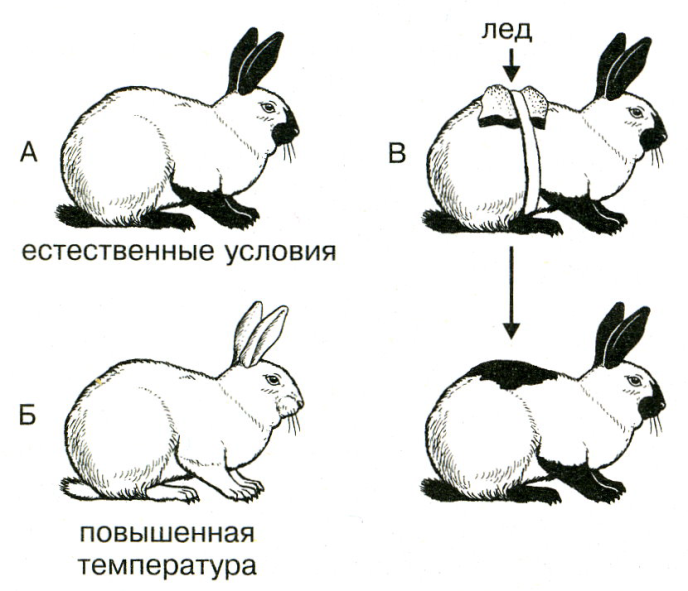 лед
А
В
естественные условия
Б
повышенная
температура